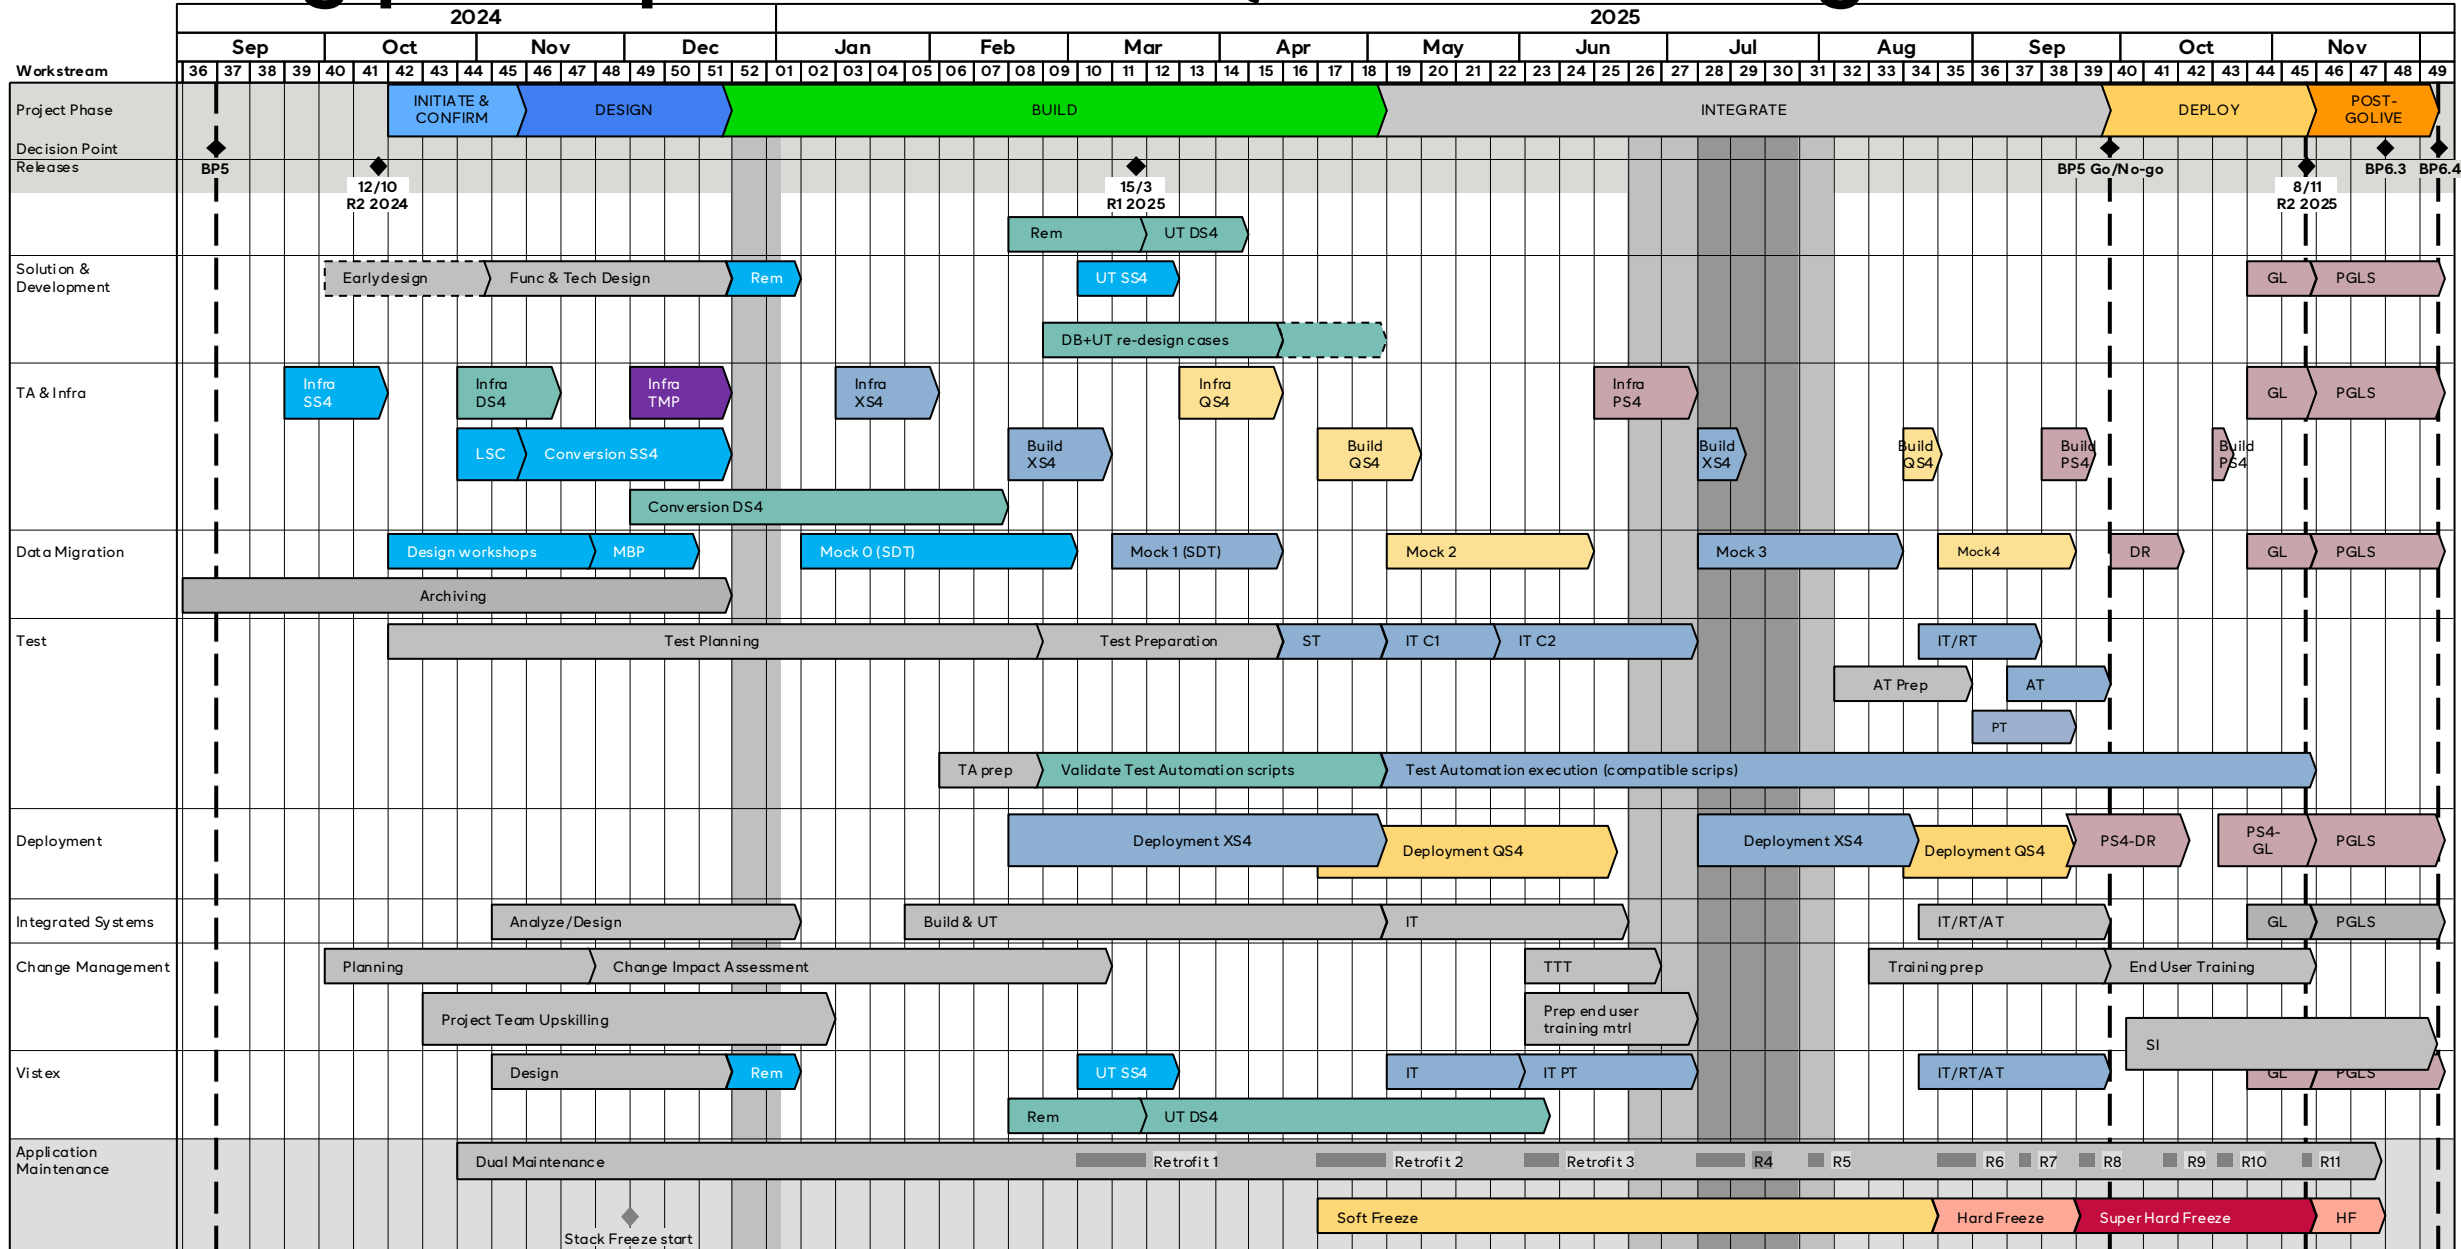 2024 2025
Sep Oct Nov Dec Jan Feb Mar Apr May Jun Jul Aug Sep Oct Nov
Workstream 36 37 38 39 40 41 42 43 44 45 46 47 48 49 50 51 52 01 02 03 04 05 06 07 08 09 10 11 12 13 14 15 16 17 18 19 20 21 22 23 24 25 26 27 28 29 30 31 32 33 34 35 36 37 38 39 40 41 42 43 44 45 46 47 48 49
Project Phase
INITIATE &
CONFIRM
DESIGN
BUILD
INTEGRATE
DEPLOY
POST-
GOLIVE
Decision Point
Releases
BP5
BP5 Go/No-go
BP6.3
BP6.4
12/10
R2 2024
15/3
R1 2025
8/11
R2 2025
Rem UT DS4
Solution &
Development
Early design Func & Tech Design Rem UT SS4 GL PGLS
DB+UT re-design cases
TA & Infra
Infra
SS4
Infra
DS4
Infra
TMP
Infra
XS4
Infra
QS4
Infra
PS4
GL PGLS
LSC Conversion SS4
Build
XS4
Build
QS4
Build
XS4
Build
QS4
Build
PS4
Build
PS4
Conversion DS4
Data Migration
Design workshops MBP Mock 0 (SDT) Mock 1 (SDT) Mock 2 Mock 3 Mock4 DR GL PGLS
Archiving
Test
Test Planning Test Preparation ST IT C1 IT C2 IT/RT
AT Prep AT
PT
TA prep Validate Test Automation scripts Test Automation execution (compatible scrips)
Deployment
Deployment XS4 Deployment QS4 Deployment XS4 Deployment QS4 PS4-DR
PS4-
GL
PGLS
Integrated Systems
Analyze/Design Build & UT IT IT/RT/AT GL PGLS
Change Management
Planning Change Impact Assessment TTT Training prep End User Training
Project Team Upskilling
Prep end user
training mtrl
SI
Vistex
Design Rem UT SS4 IT IT PT IT/RT/AT GL PGLS
Rem UT DS4
Application
Maintenance
Dual Maintenance Retrofit 1 Retrofit 2 Retrofit 3 R4 R5 R6 R7 R8 R9 R10 R11
Soft Freeze Hard Freeze Super Hard Freeze HF
Stack Freeze start